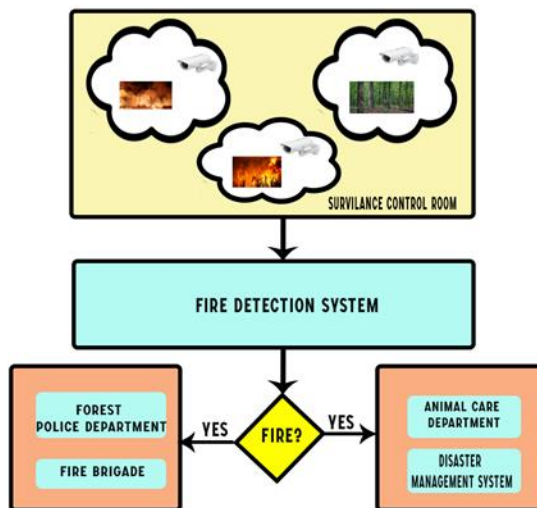 SURVILANCE CONTROL ROOM
FIRE DETECTION SYSTEM
FOREST
POLICE DEPARTMENT
FIRE BRIGADE
YES
FIRE?
YES
ANIMAL CARE
DEPARTMENT
DISASTER
MANAGEMENT SYSTEM